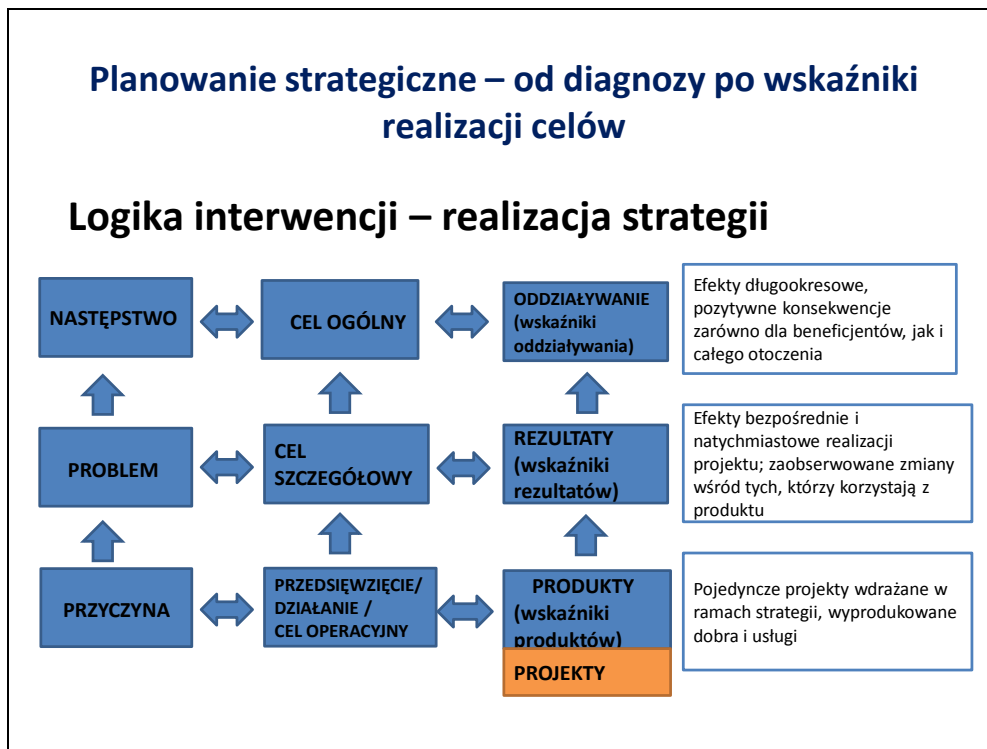 Planowanie strategiczne – od diagnozy po wskaźniki
realizacji celów
Logika interwencji – realizacja strategii
NASTĘPSTWO
CEL OGÓLNY
ODDZIAŁYWANIE
(wskaźniki
oddziaływania)
Efekty długookresowe,
pozytywne konsekwencje
zarówno dla beneficjentów, jak i
całego otoczenia
PROBLEM
CEL
SZCZEGÓŁOWY
REZULTATY
(wskaźniki
rezultatów)
Efekty bezpośrednie i
natychmiastowe realizacji
projektu; zaobserwowane zmiany
wśród tych, którzy korzystają z
produktu
PRZYCZYNA
PRZEDSIĘWZIĘCIE/
DZIAŁANIE /
CEL OPERACYJNY
PRODUKTY
(wskaźniki
produktów)
PROJEKTY
Pojedyncze projekty wdrażane w
ramach strategii, wyprodukowane
dobra i usługi